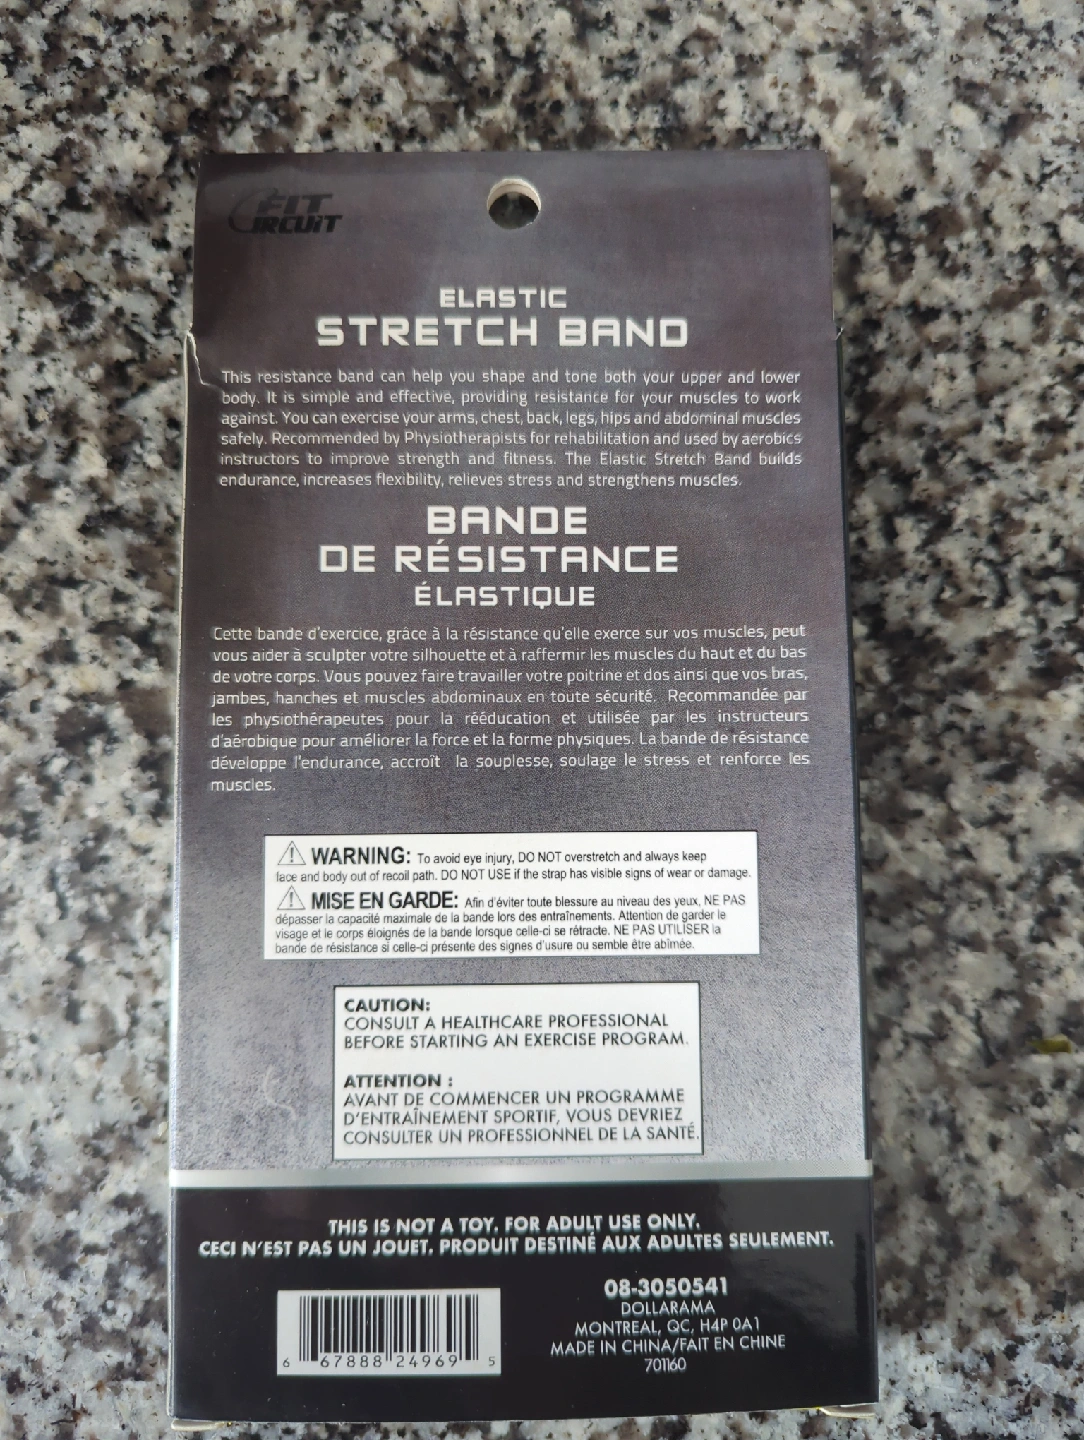 FIT
CIRCUIT
ELASTIC
STRETCH BAND
This resistance band can help you shape and tone both your upper and lower
body. It is simple and effective, providing resistance for your muscles to work
against. You can exercise your arms, chest, back, legs, hips and abdominal muscles
safely. Recommended by Physiotherapists for rehabilitation and used by aerobics
instructors to improve strength and fitness. The Elastic Stretch Band builds
endurance, increases flexibility, relieves stress and strengthens muscles.
BANDE
DE RÉSISTANCE
ÉLASTIQUE
Cette bande d'exercice, grâce à la résistance qu'elle exerce sur vos muscles, peut
vous aider à sculpter votre silhouette et à raffermir les muscles du haut et du bas
de votre corps. Vous pouvez faire travailler votre poitrine et dos ainsi que vos bras,
jambes, hanches et muscles abdominaux en toute sécurité. Recommandée par
les physiothérapeutes pour la rééducation et utilisée par les instructeurs
d'aérobique pour améliorer la force et la forme physiques. La bande de résistance
développe l'endurance, accroît la souplesse, soulage le stress et renforce les
muscles.
WARNING: To avoid eye injury, DO NOT overstretch and always keep
face and body out of recoil path. DO NOT USE if the strap has visible signs of wear or damage.
MISE EN GARDE: Afin d'éviter toute blessure au niveau des yeux, NE PAS
dépasser la capacité maximale de la bande lors des entraînements. Attention de garder le
visage et le corps éloignés de la bande lorsque celle-ci se rétracte. NE PAS UTILISER la
bande de résistance si celle-ci présente des signes d'usure ou semble être abîmée.
CAUTION:
CONSULT A HEALTHCARE PROFESSIONAL
BEFORE STARTING AN EXERCISE PROGRAM.
ATTENTION :
AVANT DE COMMENCER UN PROGRAMME
D'ENTRAÎNEMENT SPORTIF, VOUS DEVRIEZ
CONSULTER UN PROFESSIONNEL DE LA SANTÉ.
THIS IS NOT A TOY. FOR ADULT USE ONLY.
CECI N'EST PAS UN JOUET. PRODUIT DESTINÉ AUX ADULTES SEULEMENT.
08-3050541
DOLLARAMA
MONTREAL, QC, H4P 0A1
MADE IN CHINA/FAIT EN CHINE
701160
6 67888 24969 5